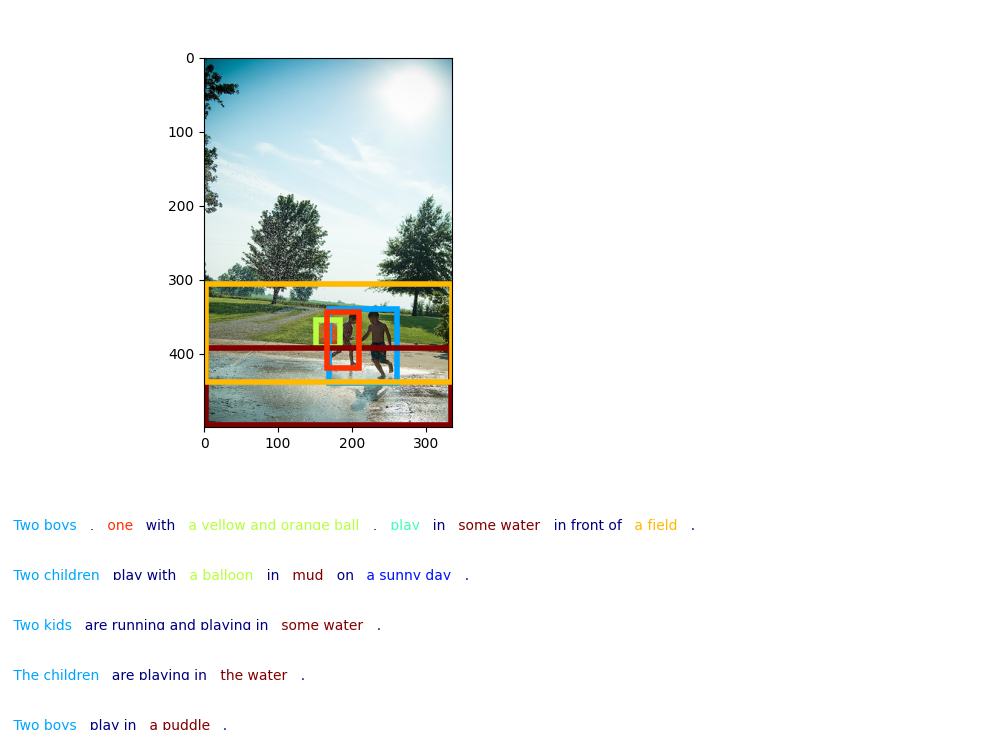 0
100
200
300
400
0 100 200 300
Two boys , one with a yellow and orange ball , play in some water in front of a field .
Two children play with a balloon in mud on a sunny day .
Two kids are running and playing in some water .
The children are playing in the water .
Two boys play in a puddle .